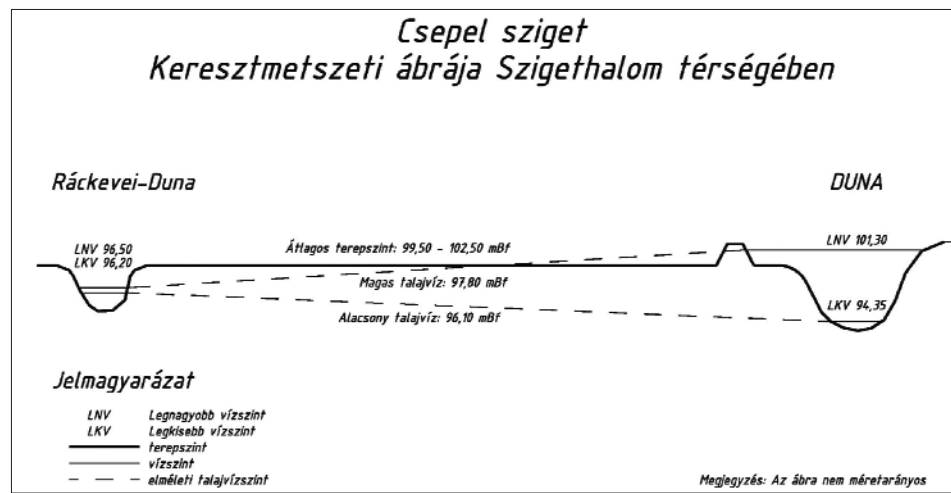 Csepel sziget
Keresztmetszeti ábrája Szigethalom térségében
Ráckevei-Duna
DUNA
LNV 96,50
LKV 96,20
Átlagos terepszint: 99,50 - 102,50 mBf
LNV 101,30
Magas talajvíz: 97,80 mBf
LKV 94,35
Alacsony talajvíz: 96,10 mBf
Jelmagyarázat
LNV Legnagyobb vízszint
LKV Legkisebb vízszint
terepszint
vízszint
elméleti talajvízszint
Megjegyzés: Az ábra nem méretarányos